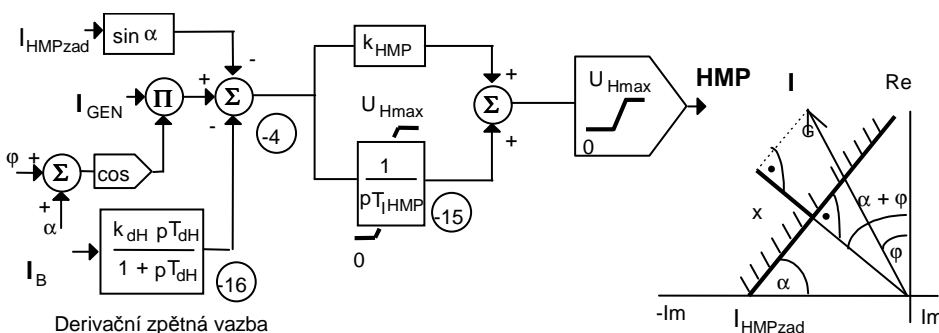 I_HMPzad
sin α
-
k_HMP
+
HMP
I
Re
I_GEN
Π
+
Σ
-
-4
U_Hmax
Σ
+
U_Hmax
0
G
φ
+
Σ
cos
+
α
1
pT_IHMP
-15
0
x
α + φ
φ
α
I_B
k_dH pT_dH
1 + pT_dH
-16
-Im
I_HMPzad
Im
Derivační zpětná vazba